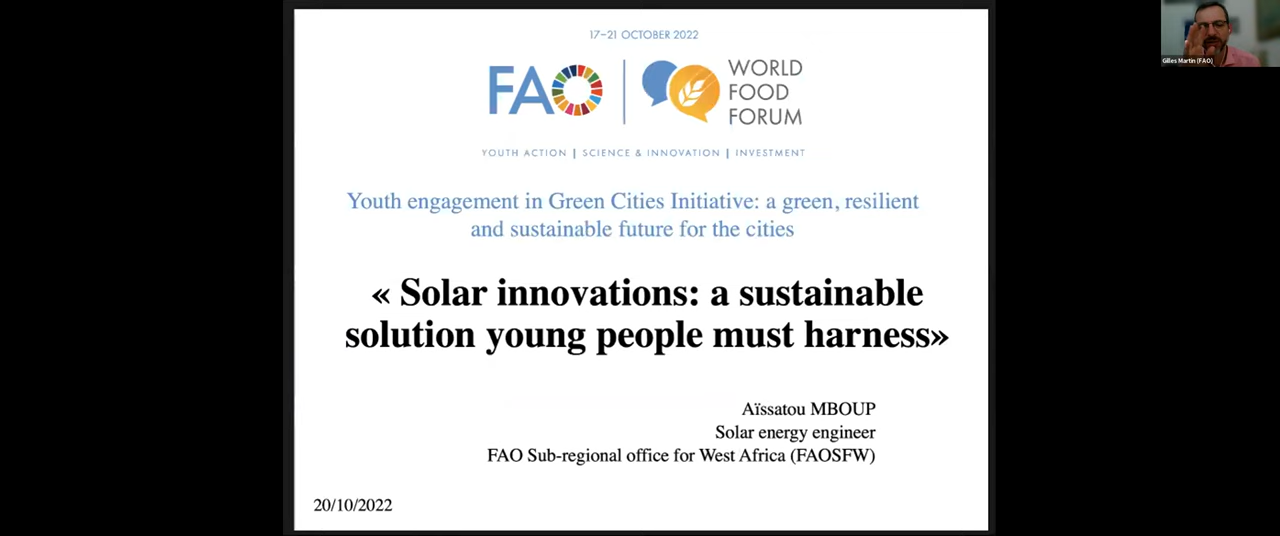 17–21 OCTOBER 2022
FAO
WORLD
FOOD
FORUM
YOUTH ACTION | SCIENCE & INNOVATION | INVESTMENT
Youth engagement in Green Cities Initiative: a green, resilient
and sustainable future for the cities
« Solar innovations: a sustainable
solution young people must harness»
Aïssatou MBOUP
Solar energy engineer
FAO Sub-regional office for West Africa (FAOSFW)
20/10/2022
Gilles Martin (FAO)